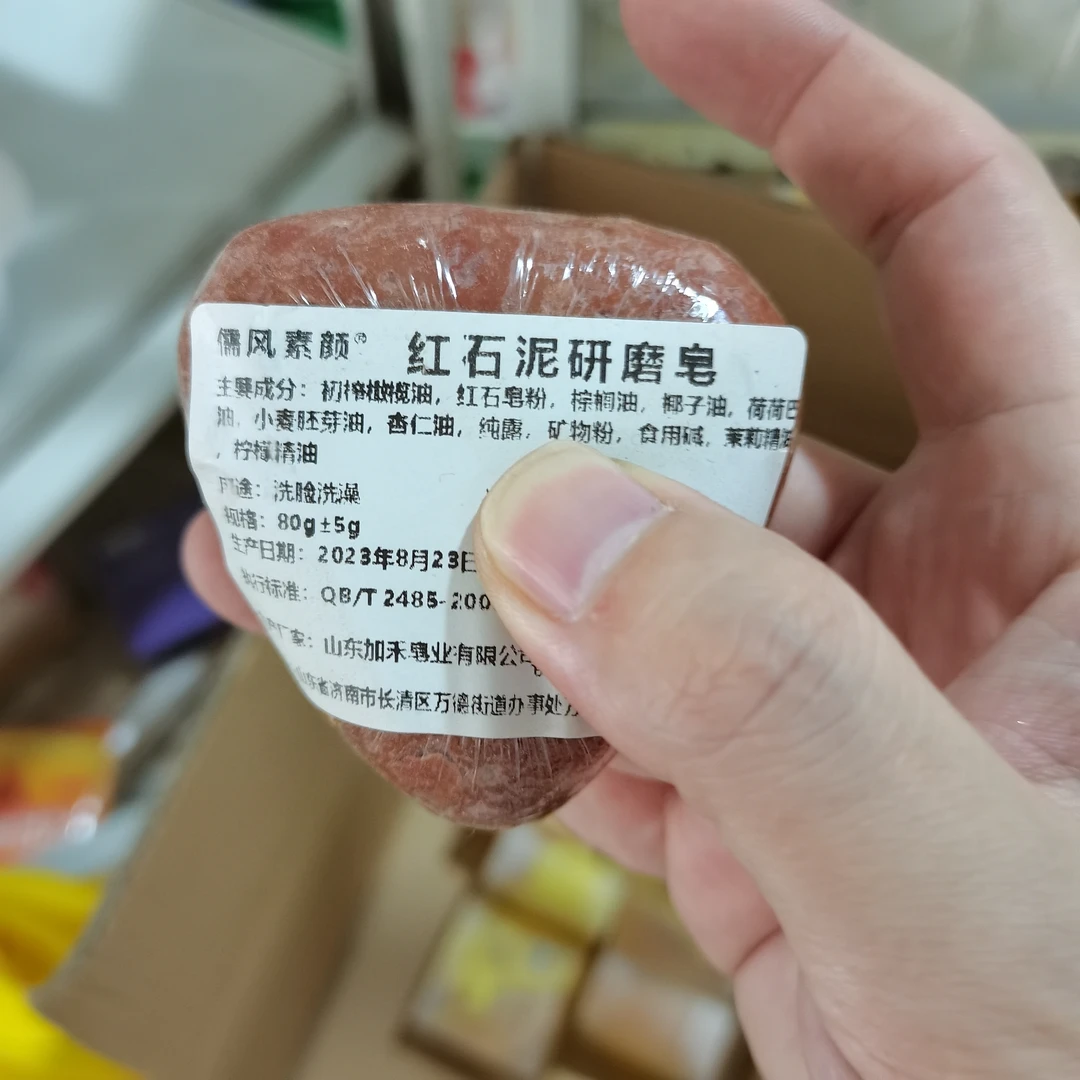 儒风素颜® 红石泥研磨皂
主要成分：初榨橄榄油，红石皂粉，棕榈油，椰子油，荷荷巴
油，小麦胚芽油，杏仁油，纯露，矿物粉，食用碱，茉莉精油
，柠檬精油
用途：洗脸洗澡
规格：80g±5g
生产日期：2023年8月23日
执行标准：QB/T 2485-200
厂家：山东加禾皂业有限公司
山东省济南市长清区万德街道办事处万